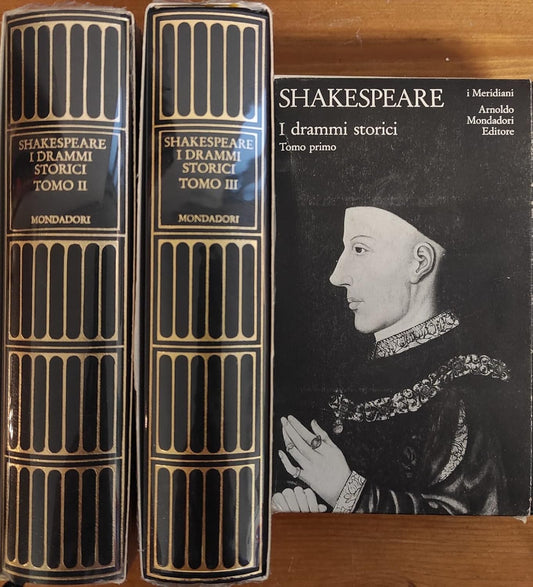 SHAKESPEARE
I DRAMMI
STORICI
TOMO II
MONDADORI
SHAKESPEARE
I DRAMMI
STORICI
TOMO III
MONDADORI
SHAKESPEARE
I drammi storici
Tomo primo
i Meridiani
Arnoldo
Mondadori
Editore